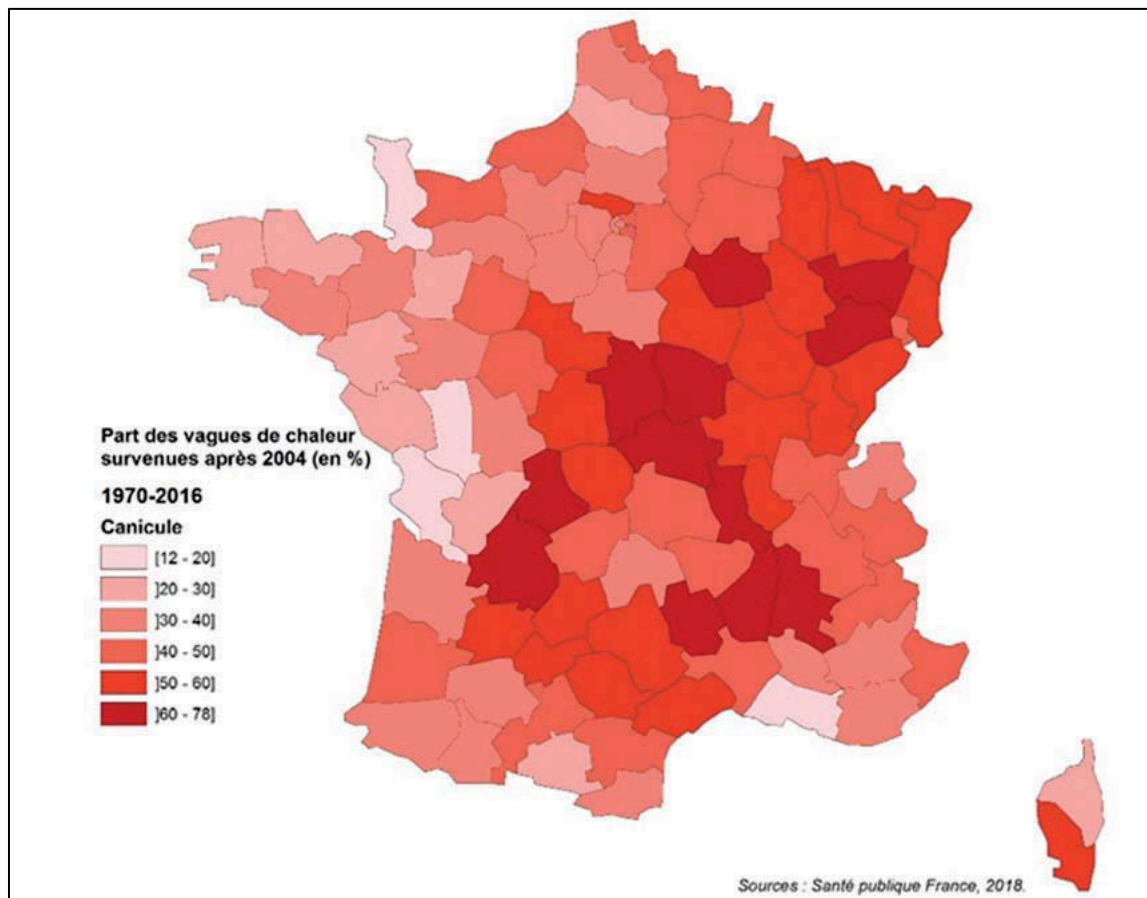 Part des vagues de chaleur
survenues après 2004 (en %)
1970-2016
Canicule
[12 - 20]
]20 - 30]
]30 - 40]
]40 - 50]
]50 - 60]
]60 - 78]
Sources : Santé publique France, 2018.